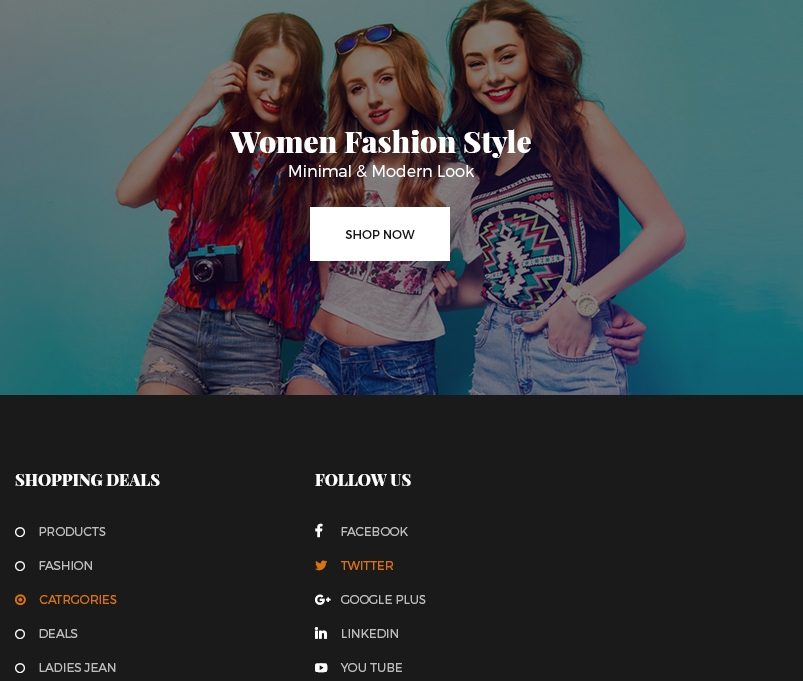 Women Fashion Style
Minimal & Modern Look
SHOP NOW
SHOPPING DEALS
PRODUCTS
FASHION
CATRGORIES
DEALS
LADIES JEAN
FOLLOW US
FACEBOOK
TWITTER
GOOGLE PLUS
LINKEDIN
YOU TUBE